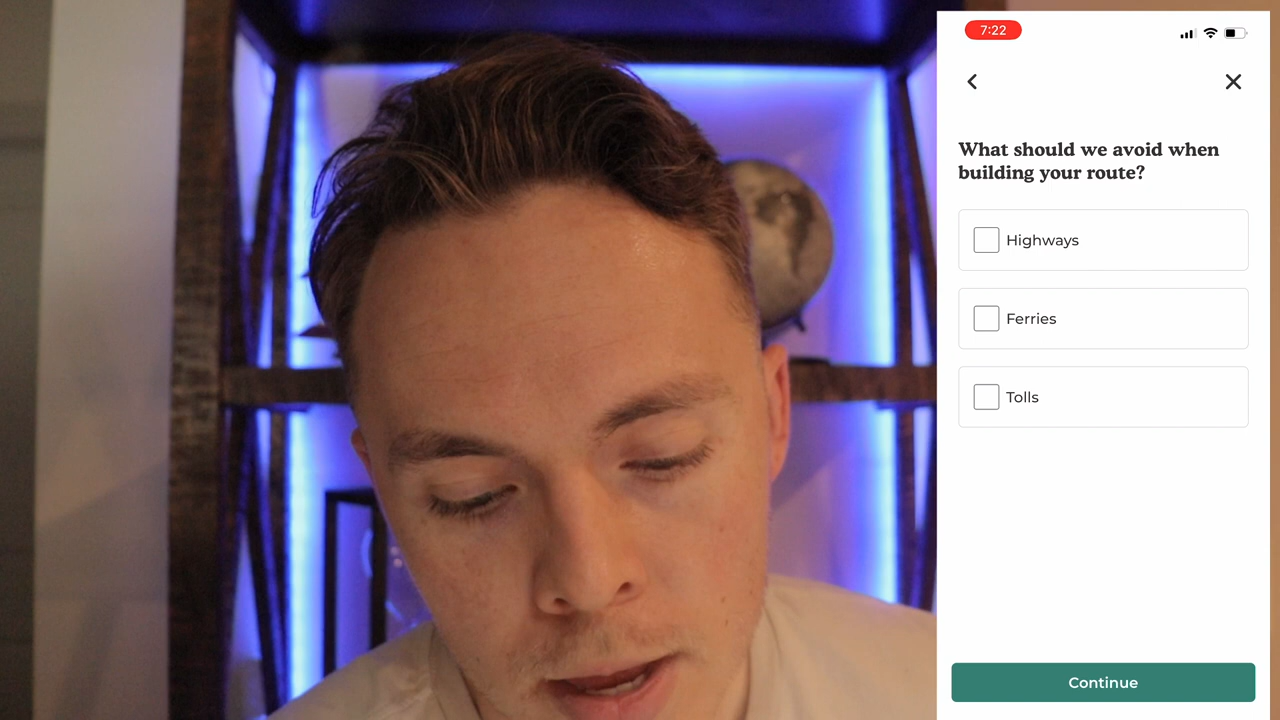 7:22
What should we avoid when
building your route?
Highways
Ferries
Tolls
Continue